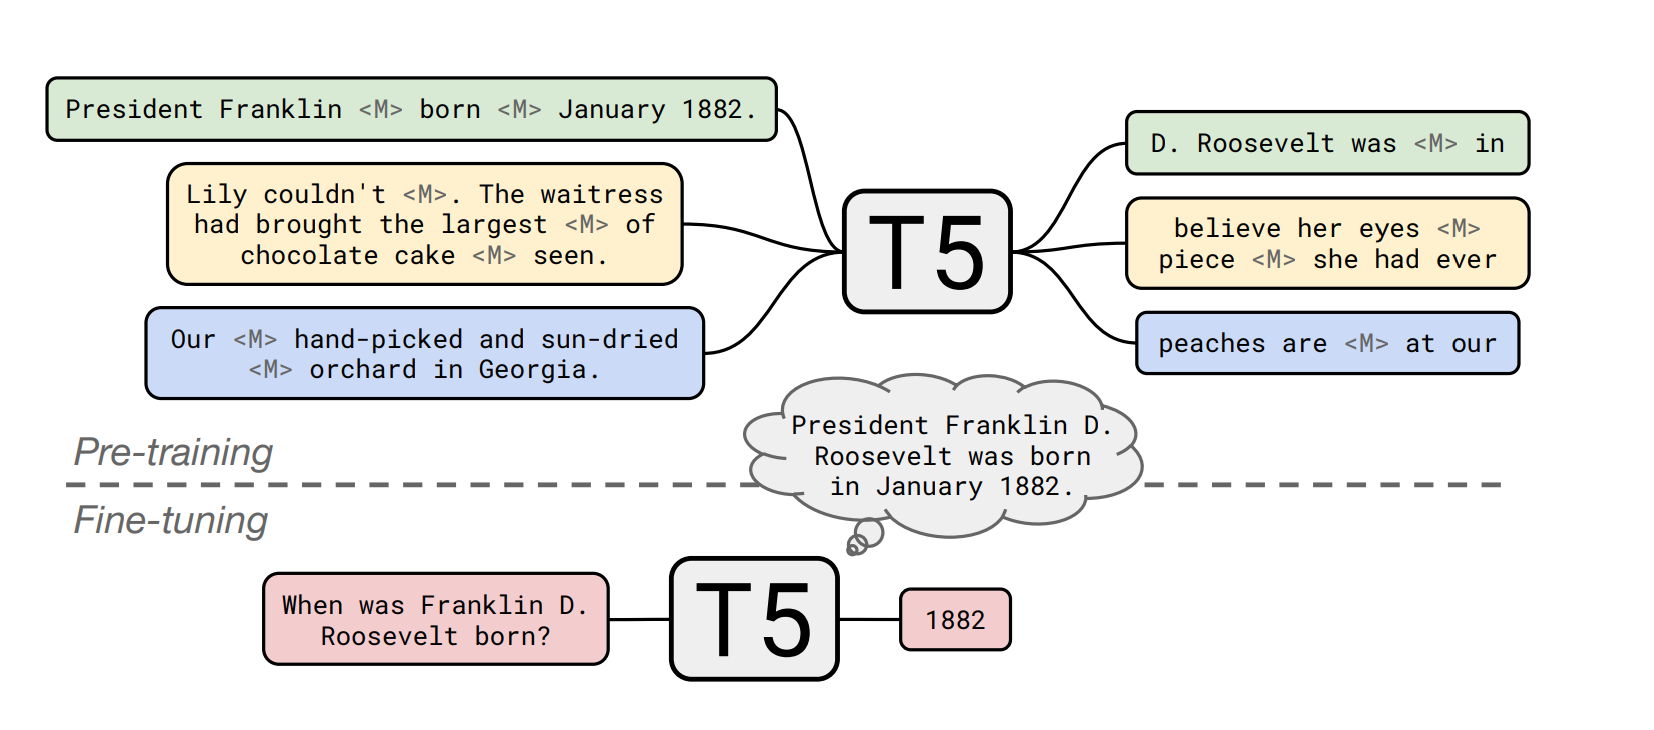 President Franklin <M> born <M> January 1882.
Lily couldn't <M>. The waitress
had brought the largest <M> of
chocolate cake <M> seen.
Our <M> hand-picked and sun-dried
<M> orchard in Georgia.
T5
D. Roosevelt was <M> in
believe her eyes <M>
piece <M> she had ever
peaches are <M> at our
Pre-training
President Franklin D.
Roosevelt was born
in January 1882.
Fine-tuning
When was Franklin D.
Roosevelt born?
T5
1882